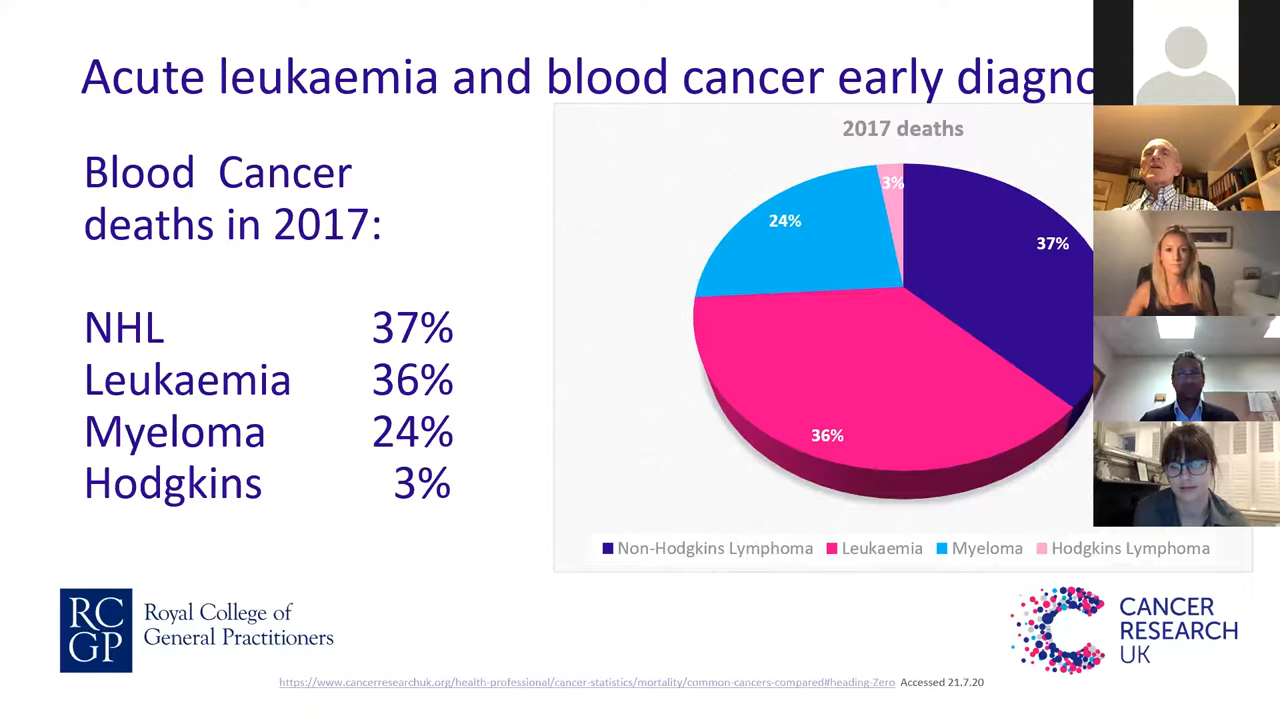 Acute leukaemia and blood cancer early
Blood Cancer
deaths in 2017:
NHL 37%
Leukaemia 36%
Myeloma 24%
Hodgkins 3%
2017 deaths
3%
24%
37%
36%
Non-Hodgkins Lymphoma Leukaemia Myeloma Hodgkins Lymphoma
RC
GP
Royal College of
General Practitioners
CANCER
RESEARCH
UK
https://www.cancerresearchuk.org/health-professional/cancer-statistics/mortality/common-cancers-compared#heading-Zero Accessed 21.7.20